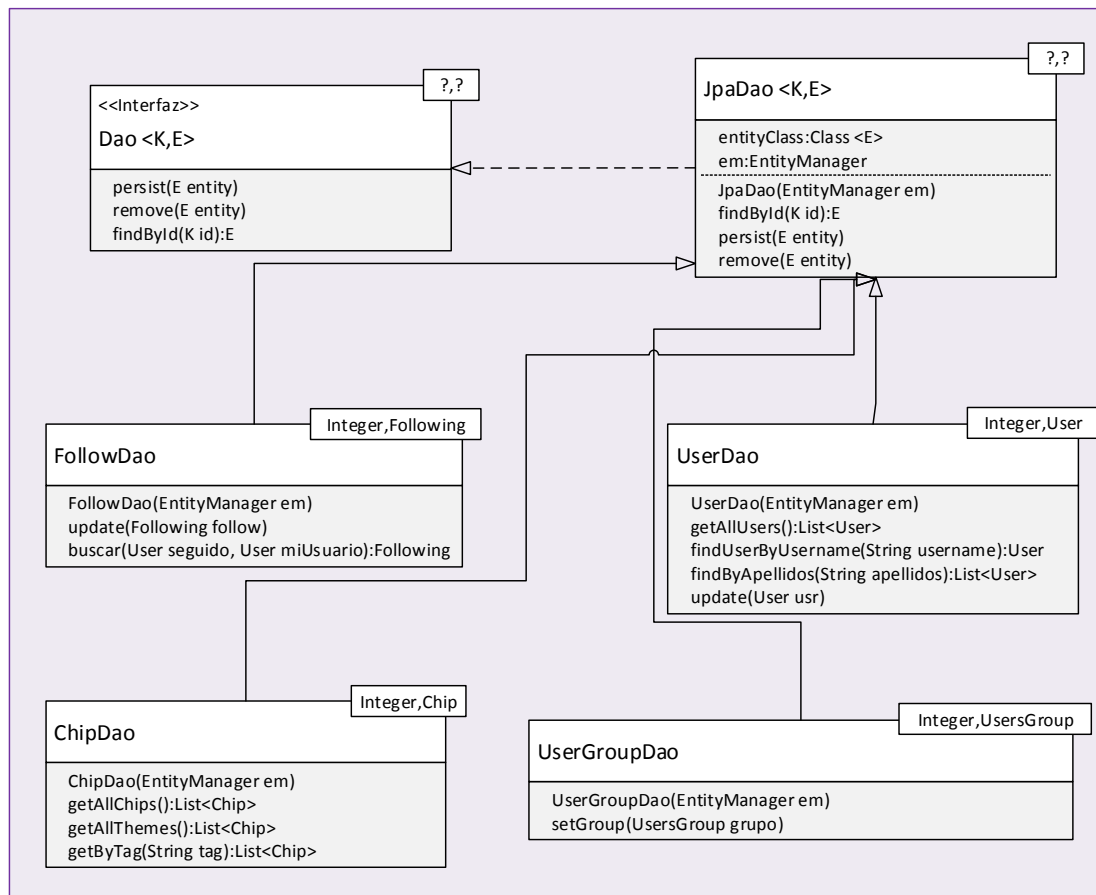 ?,?
<<Interfaz>>
Dao <K,E>
persist(E entity)
remove(E entity)
findById(K id):E
?,?
JpaDao <K,E>
entityClass:Class <E>
em:EntityManager
JpaDao(EntityManager em)
findById(K id):E
persist(E entity)
remove(E entity)
Integer,Following
FollowDao
FollowDao(EntityManager em)
update(Following follow)
buscar(User seguido, User miUsuario):Following
Integer,User
UserDao
UserDao(EntityManager em)
getAllUsers():List<User>
findUserByUsername(String username):User
findByApellidos(String apellidos):List<User>
update(User usr)
Integer,Chip
ChipDao
ChipDao(EntityManager em)
getAllChips():List<Chip>
getAllThemes():List<Chip>
getByTag(String tag):List<Chip>
Integer,UsersGroup
UserGroupDao
UserGroupDao(EntityManager em)
setGroup(UsersGroup grupo)